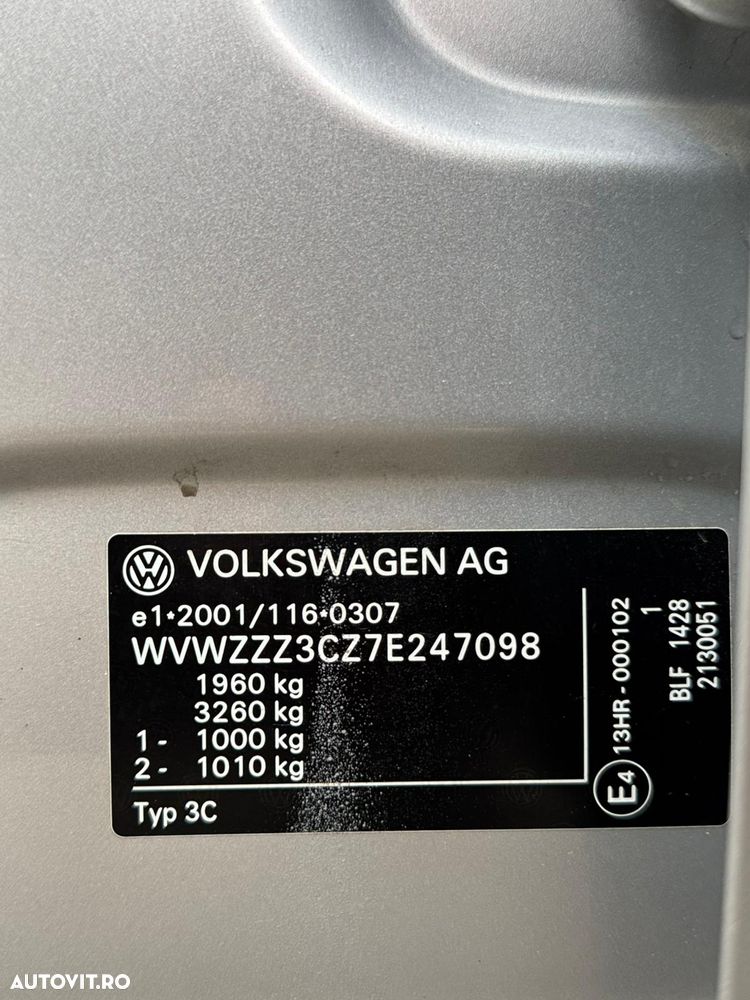 VOLKSWAGEN AG
e1*2001/116*0307
WVWZZZ3CZ7E247098
1960 kg
3260 kg
1- 1000 kg
2- 1010 kg
Typ 3C
E4 13HR-000102
1
BLF 1428
2130051
AUTOVIT.RO